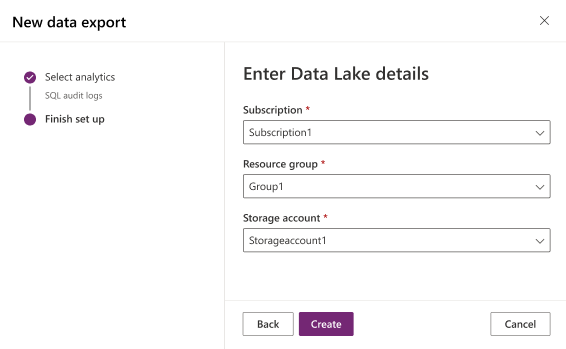 New data export
Select analytics
SQL audit logs
Finish set up
Enter Data Lake details
Subscription *
Subscription1
Resource group *
Group1
Storage account *
Storageaccount1
Back
Create
Cancel